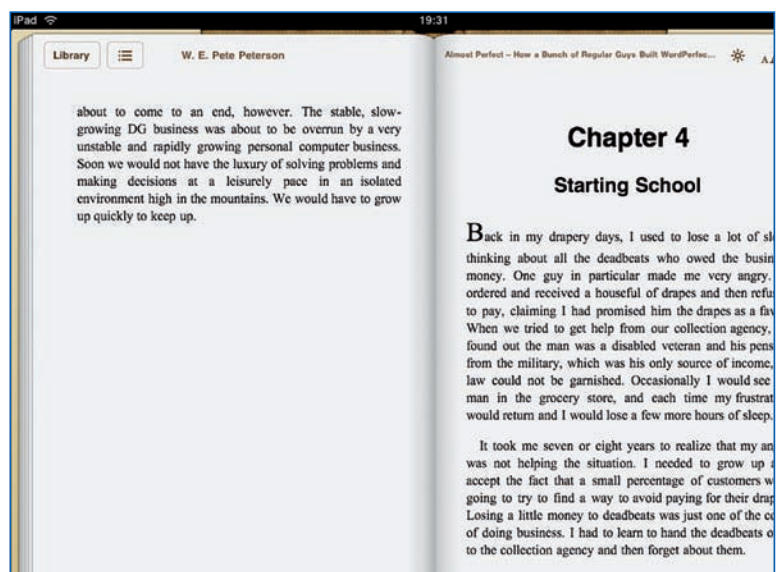 iPad
19:31
Library
W. E. Pete Peterson
Almost Perfect – How a Bunch of Regular Guys Built WordPerfec...
about to come to an end, however. The stable, slow-
growing DG business was about to be overrun by a very
unstable and rapidly growing personal computer business.
Soon we would not have the luxury of solving problems and
making decisions at a leisurely pace in an isolated
environment high in the mountains. We would have to grow
up quickly to keep up.
Chapter 4
Starting School
Back in my drapery days, I used to lose a lot of
thinking about all the deadbeats who owed the
money. One guy in particular made me very angry.
ordered and received a houseful of drapes and then
to pay, claiming I had promised him the drapes as a
When we tried to get help from our collection agency,
found out the man was a disabled veteran and his
from the military, which was his only source of income,
law could not be garnished. Occasionally I would see
man in the grocery store, and each time my
would return and I would lose a few more hours of sleep.
It took me seven or eight years to realize that my
was not helping the situation. I needed to grow up
accept the fact that a small percentage of customers
going to try to find a way to avoid paying for their
Losing a little money to deadbeats was just one of the
of doing business. I had to learn to hand the deadbeats
to the collection agency and then forget about them.